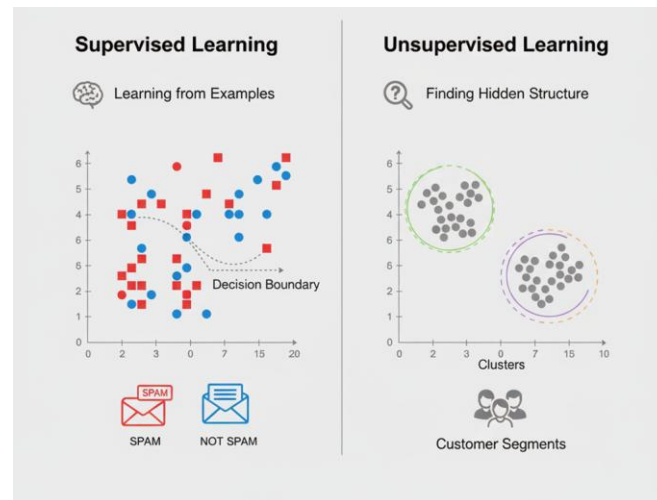 Supervised Learning
Learning from Examples
6
5
4
6
2
1
0
Decision Boundary
0 2 3 0 7 15 20
SPAM
SPAM
NOT SPAM
Unsupervised Learning
Finding Hidden Structure
6
5
4
6
2
1
0
0 2 3 0 7 15 10
Clusters
Customer Segments